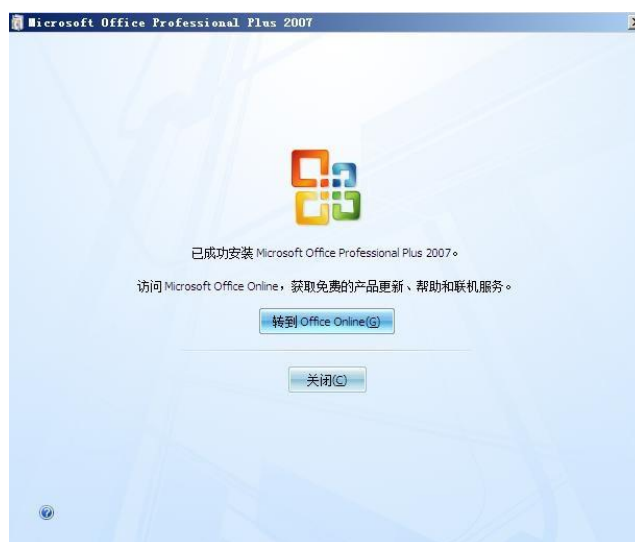 Microsoft Office Professional Plus 2007
已成功安装 Microsoft Office Professional Plus 2007。
访问 Microsoft Office Online，获取免费的产品更新、帮助和联机服务。
转到 Office Online(G)
关闭(C)